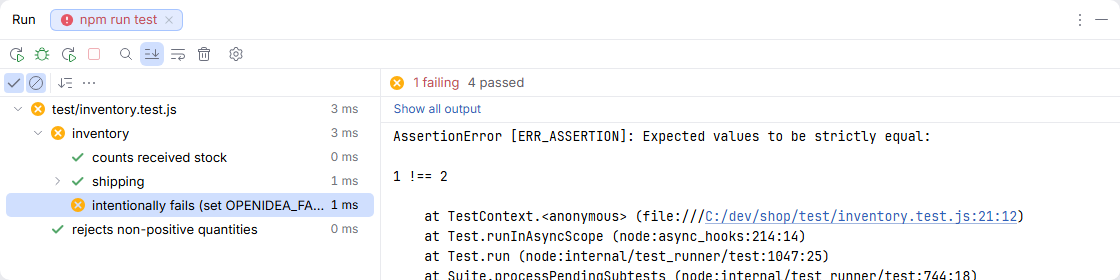 Run
npm run test
1 failing 4 passed
test/inventory.test.js 3 ms
inventory 3 ms
counts received stock 0 ms
shipping 1 ms
intentionally fails (set OPENIDEA_FA... 1 ms
rejects non-positive quantities 0 ms
Show all output
AssertionError [ERR_ASSERTION]: Expected values to be strictly equal:
1 !== 2
at TestContext.<anonymous> (file:///C:/dev/shop/test/inventory.test.js:21:12)
at Test.runInAsyncScope (node:async_hooks:214:14)
at Test.run (node:internal/test_runner/test:1047:25)
at Suite.processPendingSubtests (node:internal/test_runner/test:744:18)